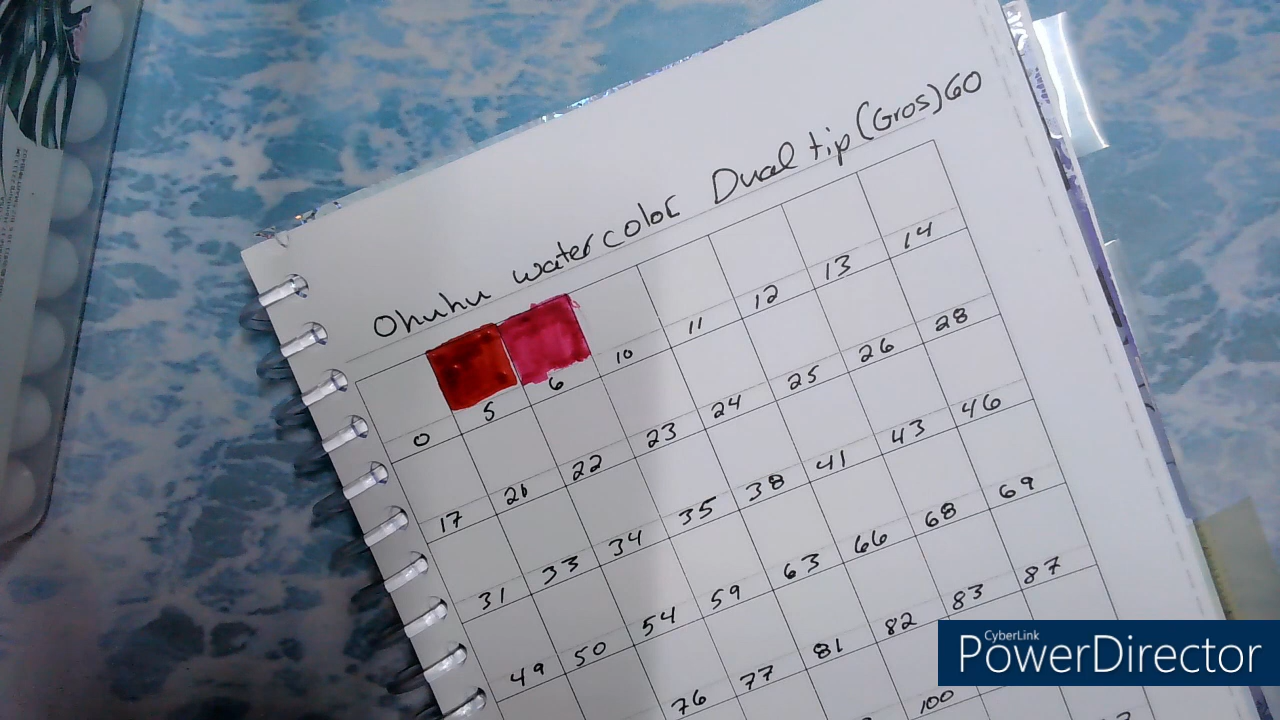 Ohuhu watercolor Dual tip (Gros) 60
0 5 6 10 11 12 13 14
17 21 22 23 24 25 26 28
31 33 34 35 38 41 43 46
49 50 54 59 63 66 68 69
76 77 81 82 83 87
100
CyberLink
PowerDirector